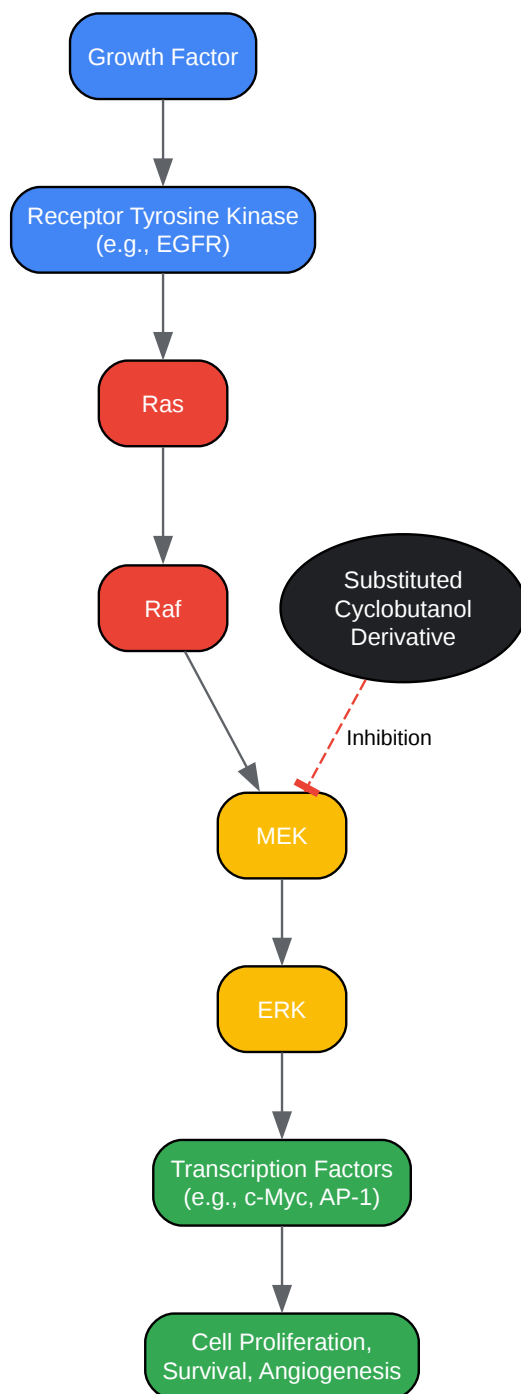 Growth Factor
Receptor Tyrosine Kinase
(e.g., EGFR)
Ras
Raf
Substituted
Cyclobutanol
Derivative
Inhibition
MEK
ERK
Transcription Factors
(e.g., c-Myc, AP-1)
Cell Proliferation,
Survival, Angiogenesis